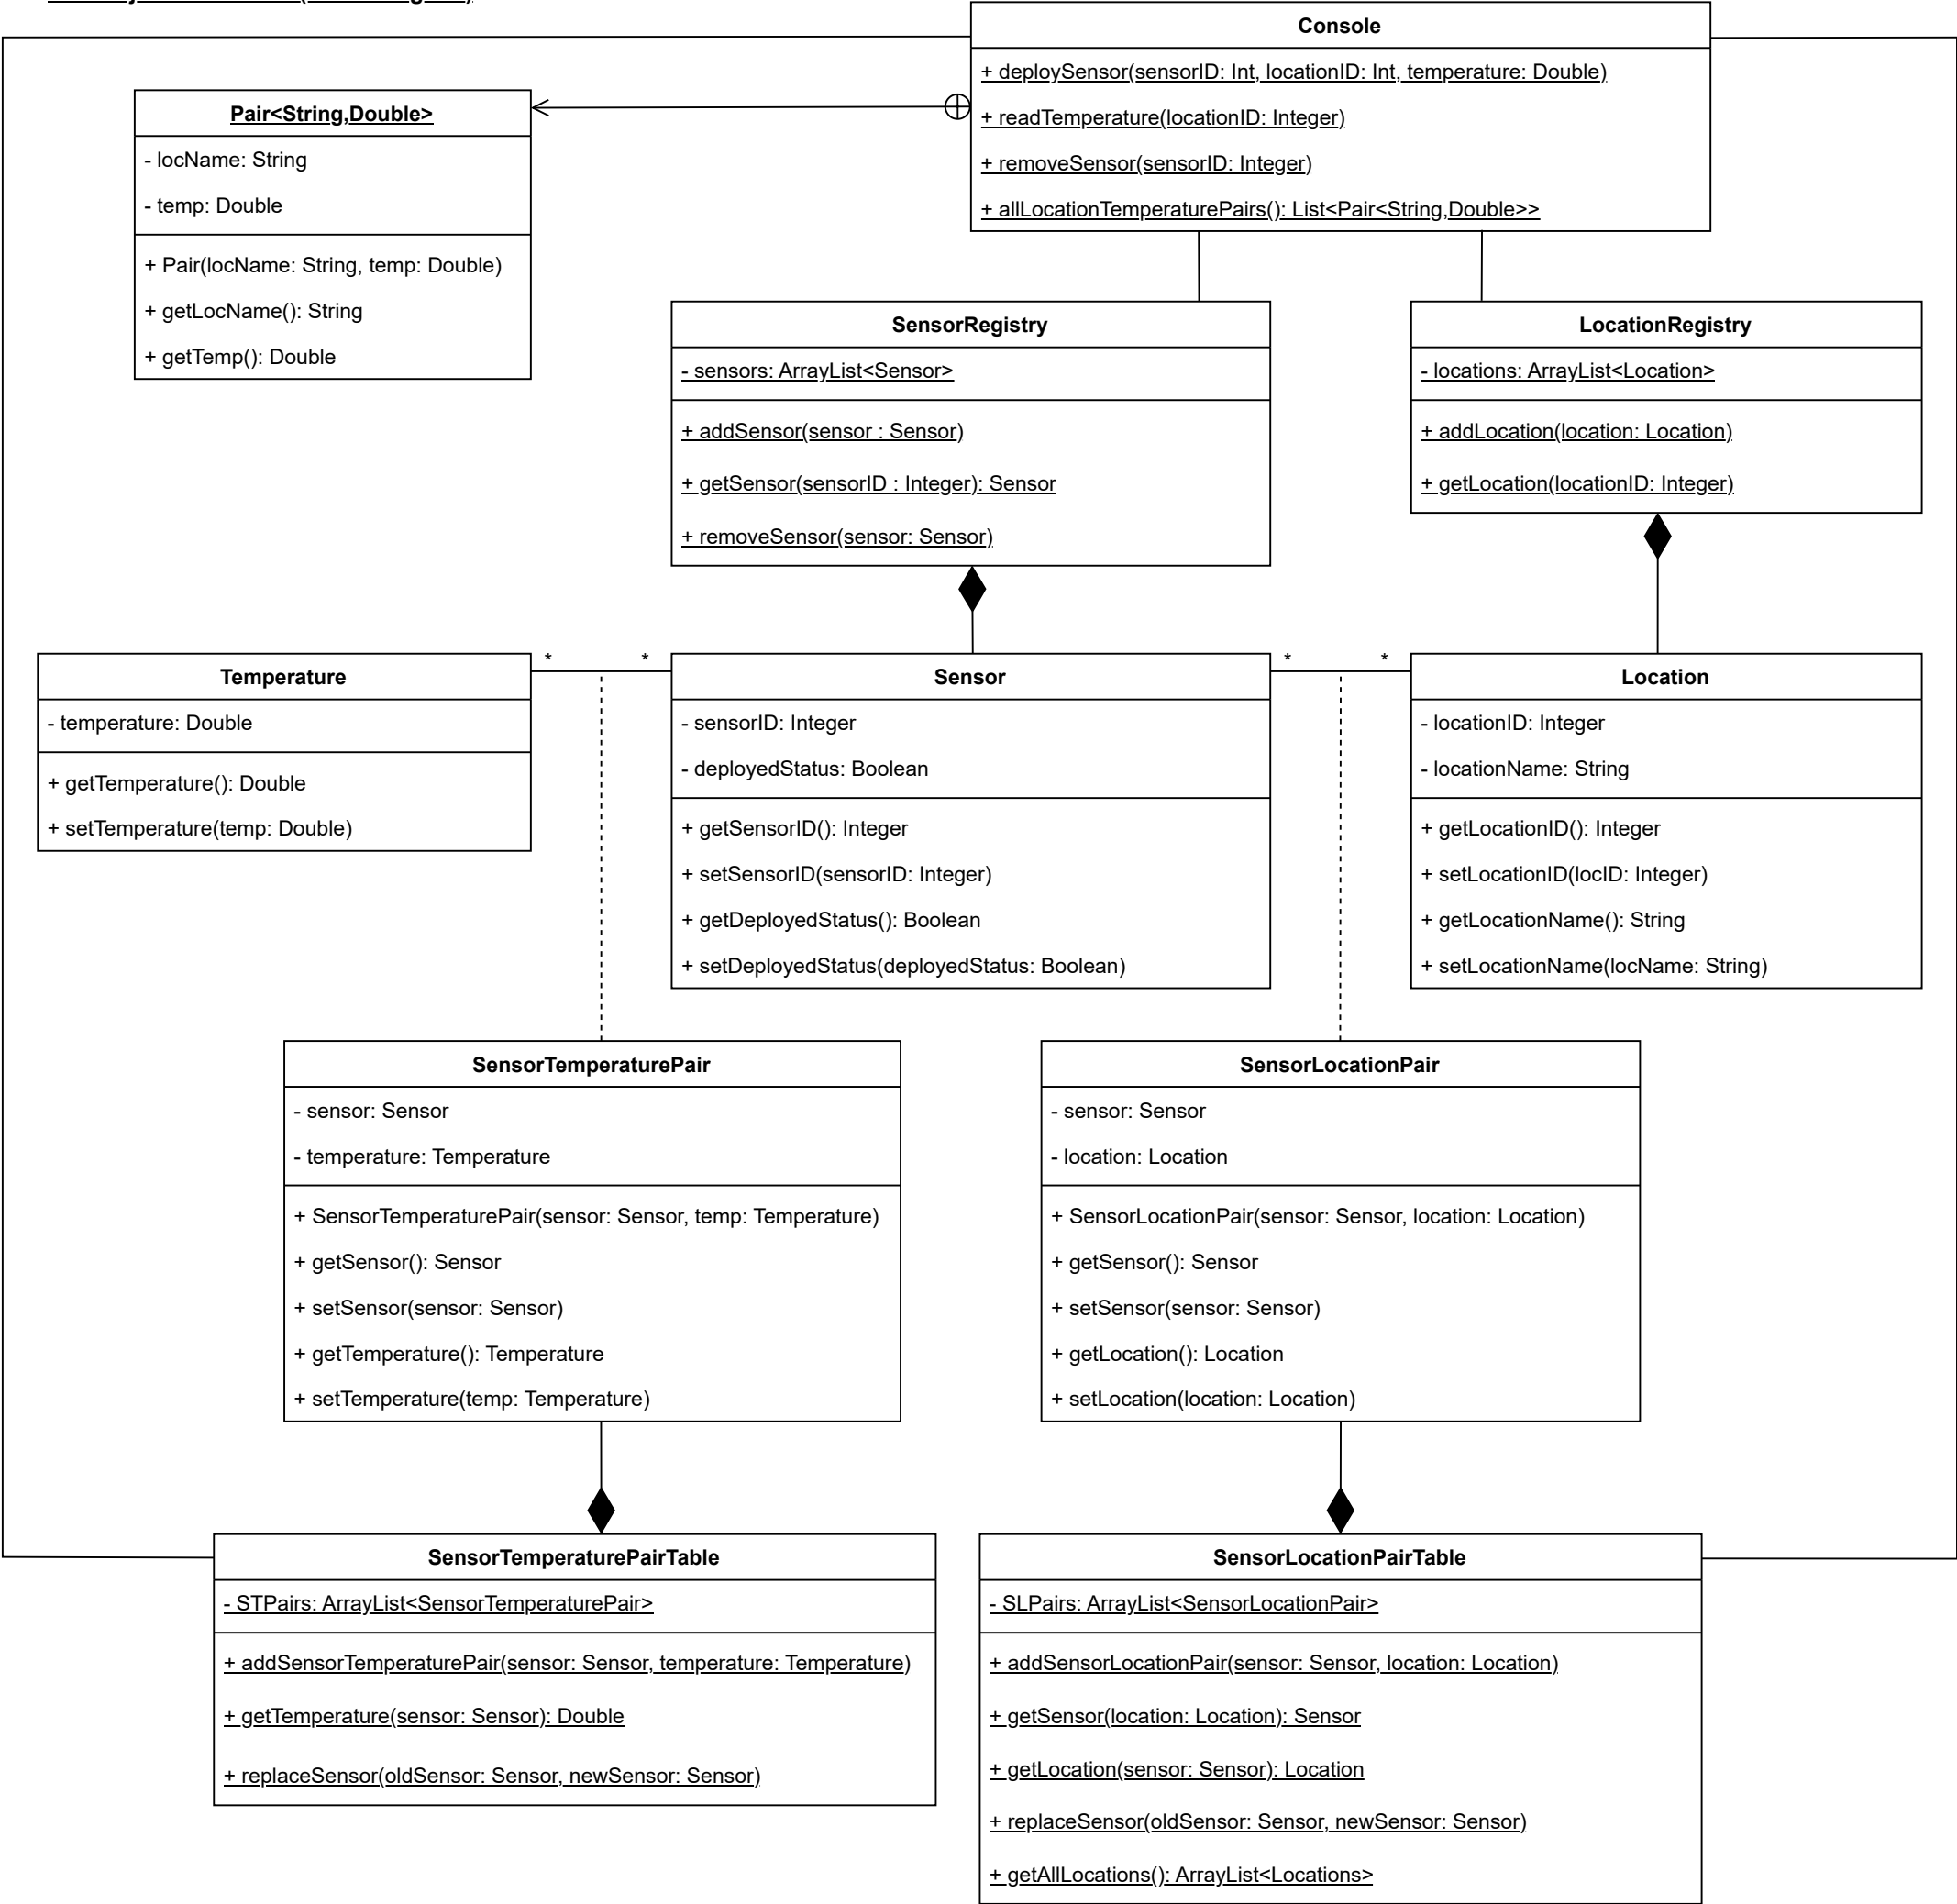 Console
+ deploySensor(sensorID: Int, locationID: Int, temperature: Double)
+ readTemperature(locationID: Integer)
+ removeSensor(sensorID: Integer)
+ allLocationTemperaturePairs(): List<Pair<String,Double>>
Pair<String,Double>
- locName: String
- temp: Double
+ Pair(locName: String, temp: Double)
+ getLocName(): String
+ getTemp(): Double
SensorRegistry
- sensors: ArrayList<Sensor>
+ addSensor(sensor : Sensor)
+ getSensor(sensorID : Integer): Sensor
+ removeSensor(sensor: Sensor)
LocationRegistry
- locations: ArrayList<Location>
+ addLocation(location: Location)
+ getLocation(locationID: Integer)
Temperature
- temperature: Double
+ getTemperature(): Double
+ setTemperature(temp: Double)
* *
Sensor
- sensorID: Integer
- deployedStatus: Boolean
+ getSensorID(): Integer
+ setSensorID(sensorID: Integer)
+ getDeployedStatus(): Boolean
+ setDeployedStatus(deployedStatus: Boolean)
* *
Location
- locationID: Integer
- locationName: String
+ getLocationID(): Integer
+ setLocationID(locID: Integer)
+ getLocationName(): String
+ setLocationName(locName: String)
SensorTemperaturePair
- sensor: Sensor
- temperature: Temperature
+ SensorTemperaturePair(sensor: Sensor, temp: Temperature)
+ getSensor(): Sensor
+ setSensor(sensor: Sensor)
+ getTemperature(): Temperature
+ setTemperature(temp: Temperature)
SensorLocationPair
- sensor: Sensor
- location: Location
+ SensorLocationPair(sensor: Sensor, location: Location)
+ getSensor(): Sensor
+ setSensor(sensor: Sensor)
+ getLocation(): Location
+ setLocation(location: Location)
SensorTemperaturePairTable
- STPairs: ArrayList<SensorTemperaturePair>
+ addSensorTemperaturePair(sensor: Sensor, temperature: Temperature)
+ getTemperature(sensor: Sensor): Double
+ replaceSensor(oldSensor: Sensor, newSensor: Sensor)
SensorLocationPairTable
- SLPairs: ArrayList<SensorLocationPair>
+ addSensorLocationPair(sensor: Sensor, location: Location)
+ getSensor(location: Location): Sensor
+ getLocation(sensor: Sensor): Location
+ replaceSensor(oldSensor: Sensor, newSensor: Sensor)
+ getAllLocations(): ArrayList<Locations>